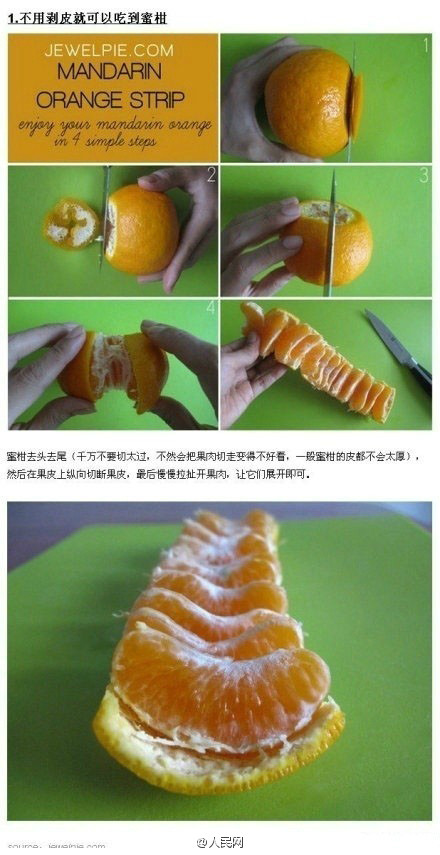 1.不用剥皮就可以吃到蜜柑
JEWELPIE.COM
MANDARIN
ORANGE STRIP
enjoy your mandarin orange
in 4 simple steps
1
2
3
4
蜜柑去头去尾（千万不要切太过，不然会把果肉切走变得不好看，一般蜜柑的皮都不会太厚），
然后在果皮上纵向切断果皮，最后慢慢拉扯开果肉，让它们展开即可。
source: jewelpie.com
@人民网